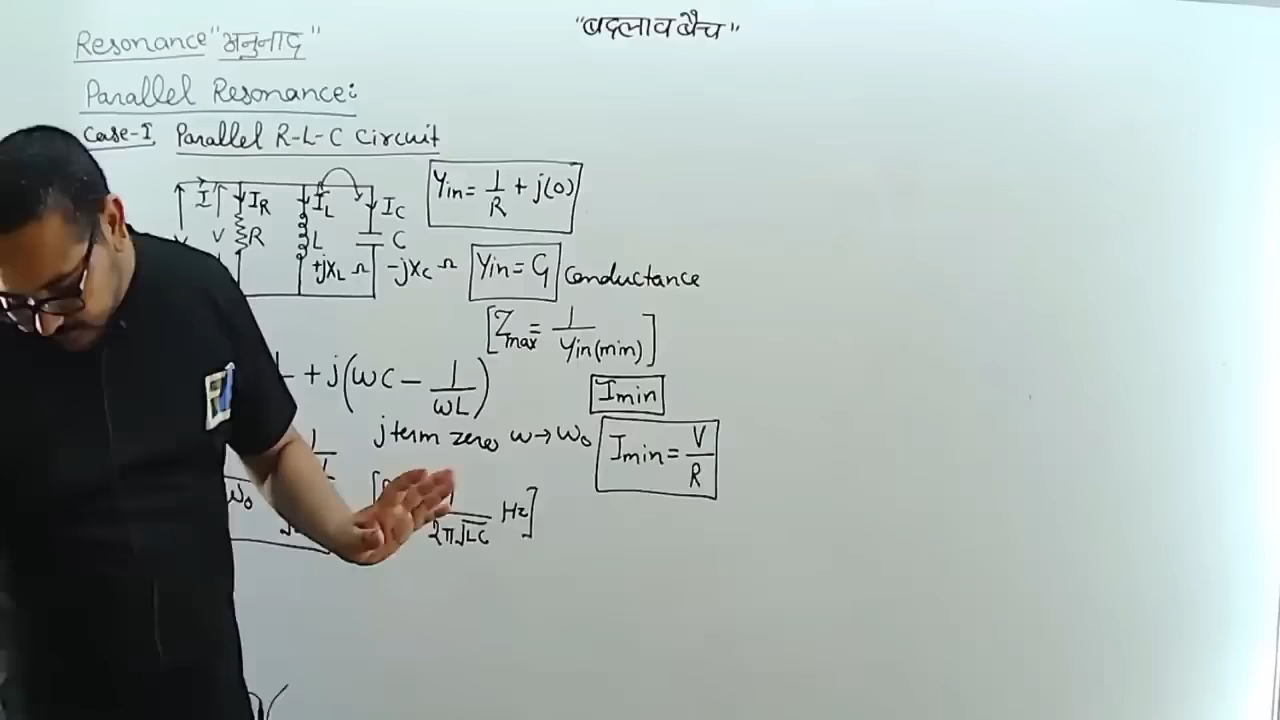 Resonance "अनुनाद"
"बदलाव बैच"
Parallel Resonance:
Case-I Parallel R-L-C Circuit
I V IR R IL L IC C
+jXL Ω -jXC Ω
Yin = 1/R + j(0)
Yin = G Conductance
[Zmax = 1/Yin(min)]
+ j(ωC - 1/ωL)
Imin
j term zero ω → ω0
Imin = V/R
ω0
2π√LC Hz]